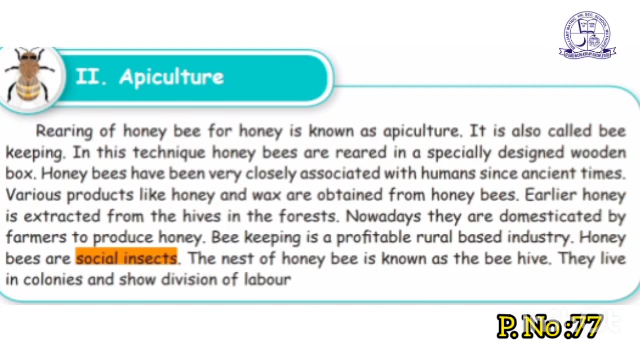 II. Apiculture
Rearing of honey bee for honey is known as apiculture. It is also called bee
keeping. In this technique honey bees are reared in a specially designed wooden
box. Honey bees have been very closely associated with humans since ancient times.
Various products like honey and wax are obtained from honey bees. Earlier honey
is extracted from the hives in the forests. Nowadays they are domesticated by
farmers to produce honey. Bee keeping is a profitable rural based industry. Honey
bees are social insects. The nest of honey bee is known as the bee hive. They live
in colonies and show division of labour
P. No :77